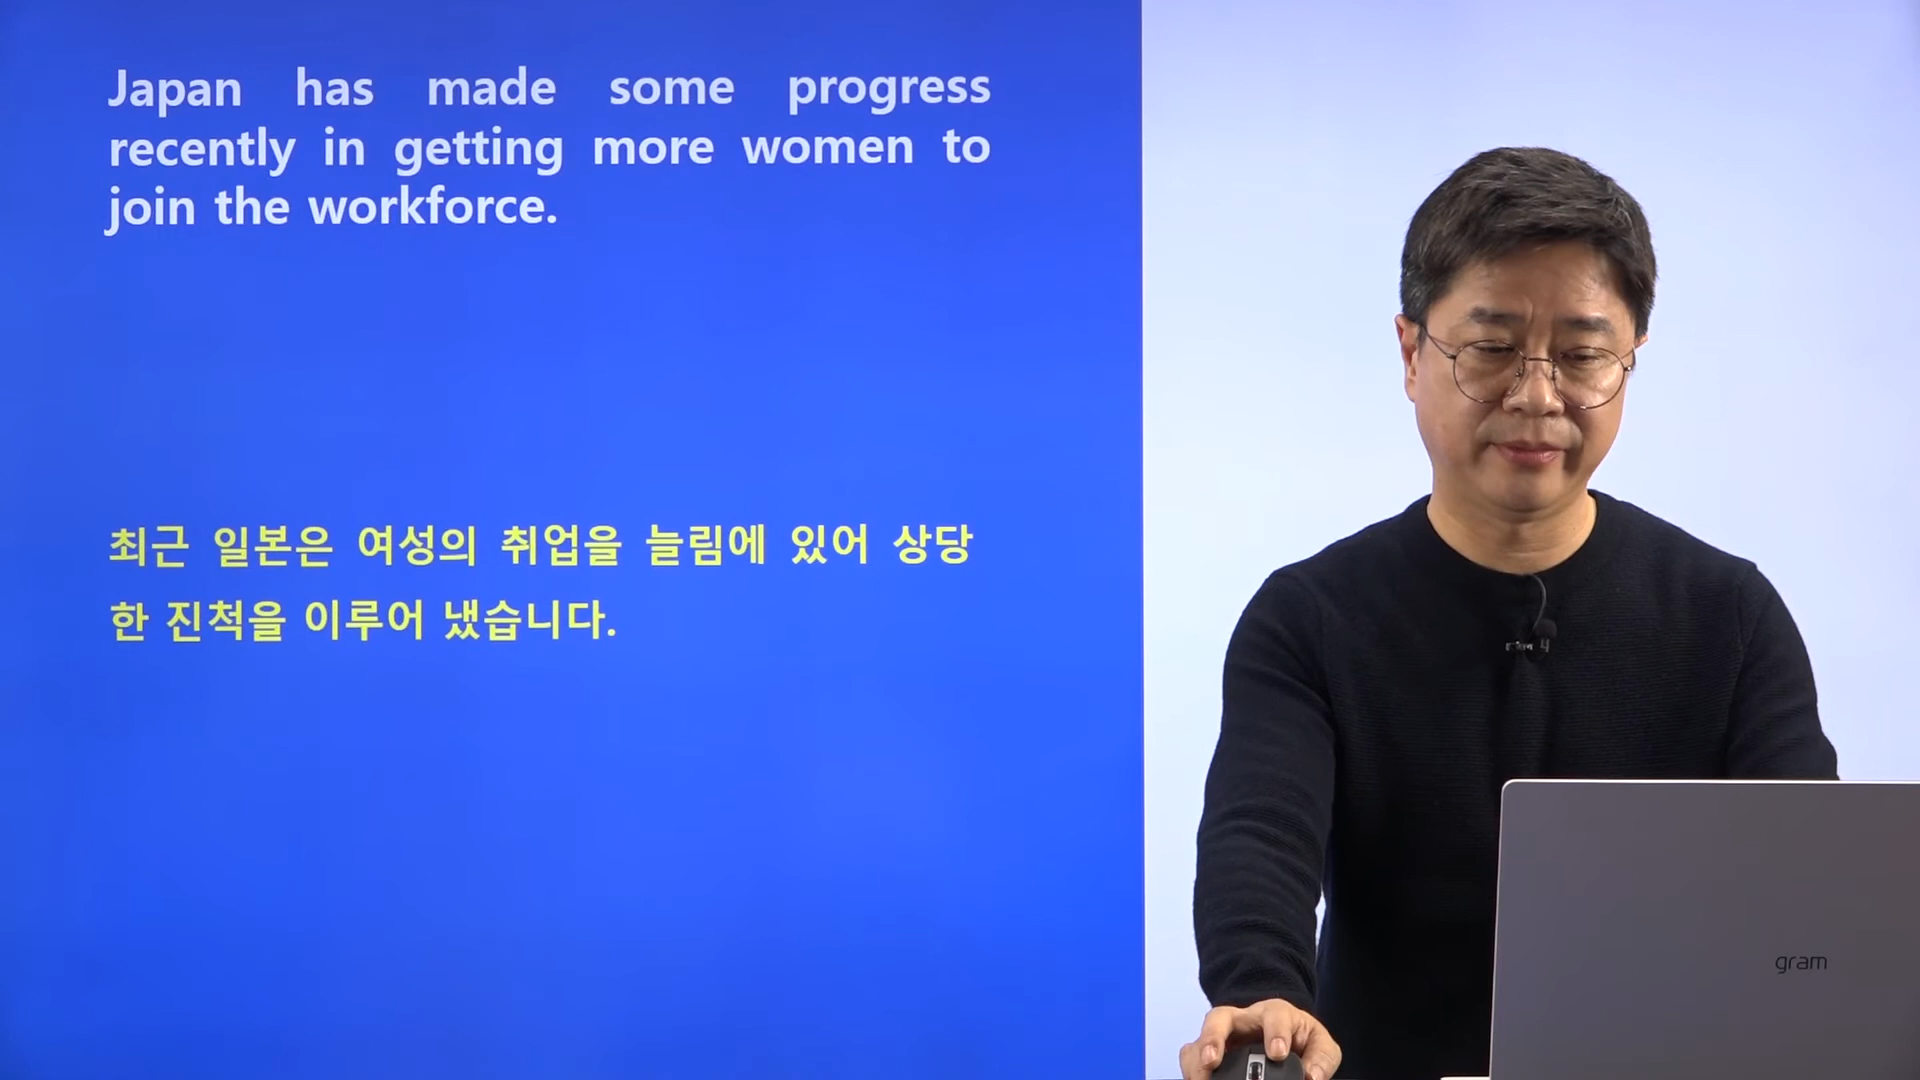 Japan has made some progress
recently in getting more women to
join the workforce.
최근 일본은 여성의 취업을 늘림에 있어 상당
한 진척을 이루어 냈습니다.
gram